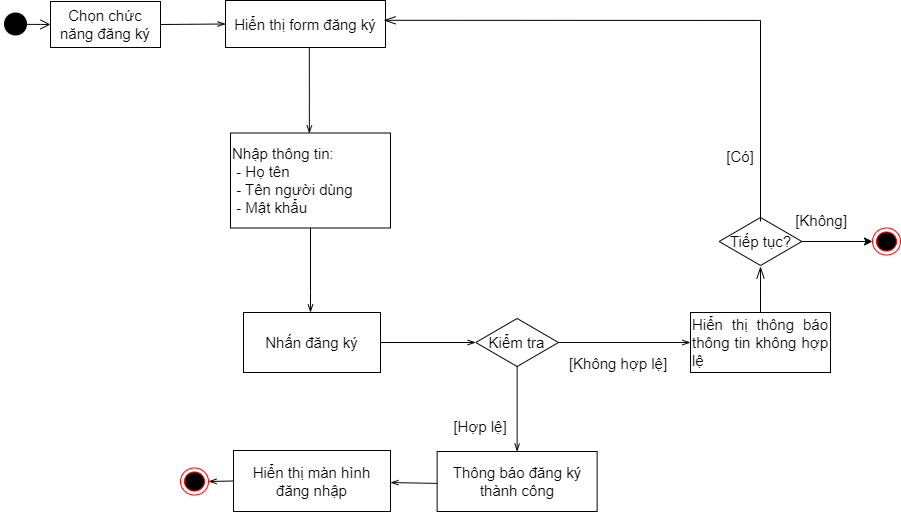 Chọn chức
năng đăng ký
Hiển thị form đăng ký
Nhập thông tin:
- Họ tên
- Tên người dùng
- Mật khẩu
[Có]
[Không]
Tiếp tục?
Nhấn đăng ký
Kiểm tra
[Không hợp lệ]
Hiển thị thông báo
thông tin không hợp
lệ
[Hợp lệ]
Thông báo đăng ký
thành công
Hiển thị màn hình
đăng nhập